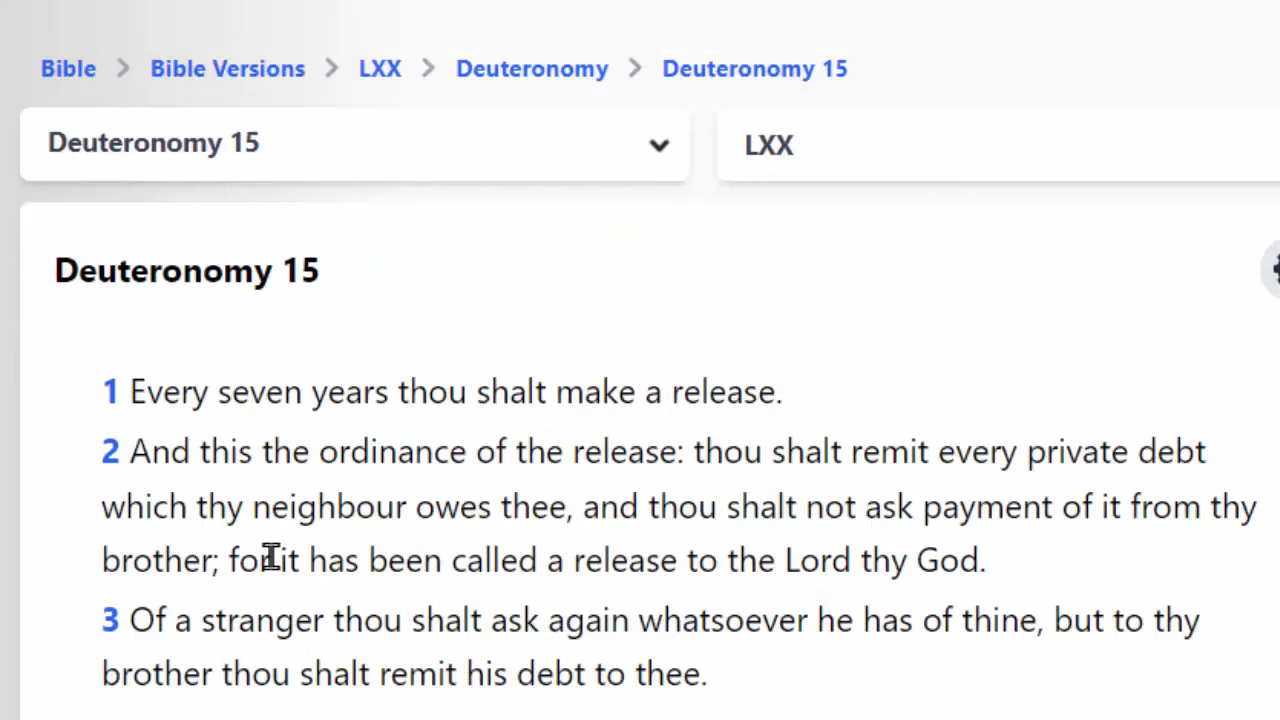 Bible > Bible Versions > LXX > Deuteronomy > Deuteronomy 15
Deuteronomy 15
LXX
Deuteronomy 15
1 Every seven years thou shalt make a release.
2 And this the ordinance of the release: thou shalt remit every private debt
which thy neighbour owes thee, and thou shalt not ask payment of it from thy
brother; for it has been called a release to the Lord thy God.
3 Of a stranger thou shalt ask again whatsoever he has of thine, but to thy
brother thou shalt remit his debt to thee.